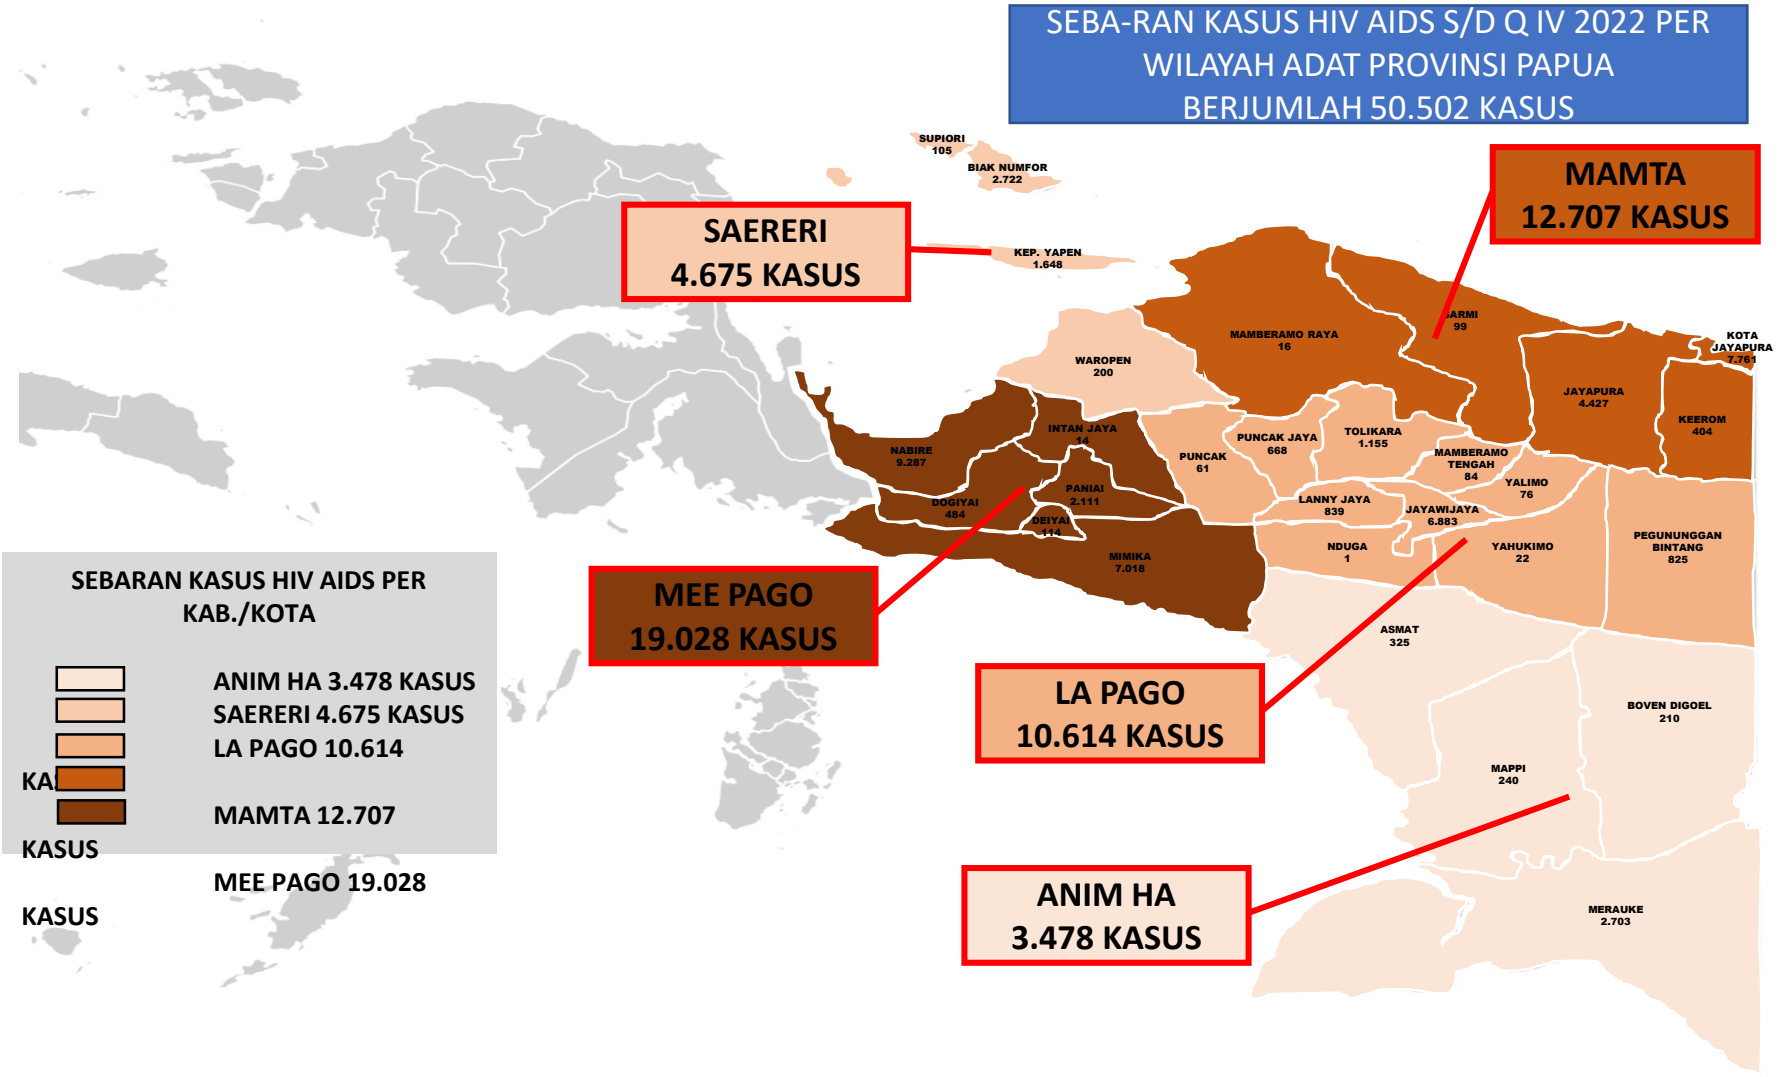 SEBA-RAN KASUS HIV AIDS S/D Q IV 2022 PER
WILAYAH ADAT PROVINSI PAPUA
BERJUMLAH 50.502 KASUS
SUPIORI
105
BIAK NUMFOR
2.722
MAMTA
12.707 KASUS
SAERERI
4.675 KASUS
KEP. YAPEN
1.648
SARMI
99
MAMBERAMO RAYA
16
KOTA
JAYAPURA
7.761
WAROPEN
200
JAYAPURA
4.427
KEEROM
404
INTAN JAYA
14
NABIRE
9.287
PUNCAK
61
PUNCAK JAYA
668
TOLIKARA
1.155
MAMBERAMO
TENGAH
84
YALIMO
76
PANIAI
2.111
DOGIYAI
484
DEIYAI
114
LANNY JAYA
839
JAYAWIJAYA
6.883
MIMIKA
7.018
NDUGA
1
YAHUKIMO
22
PEGUNUNGGAN
BINTANG
825
MEE PAGO
19.028 KASUS
ASMAT
325
LA PAGO
10.614 KASUS
BOVEN DIGOEL
210
MAPPI
240
ANIM HA
3.478 KASUS
MERAUKE
2.703
SEBARAN KASUS HIV AIDS PER
KAB./KOTA
ANIM HA 3.478 KASUS
SAERERI 4.675 KASUS
LA PAGO 10.614
KAS
MAMTA 12.707
KASUS
MEE PAGO 19.028
KASUS